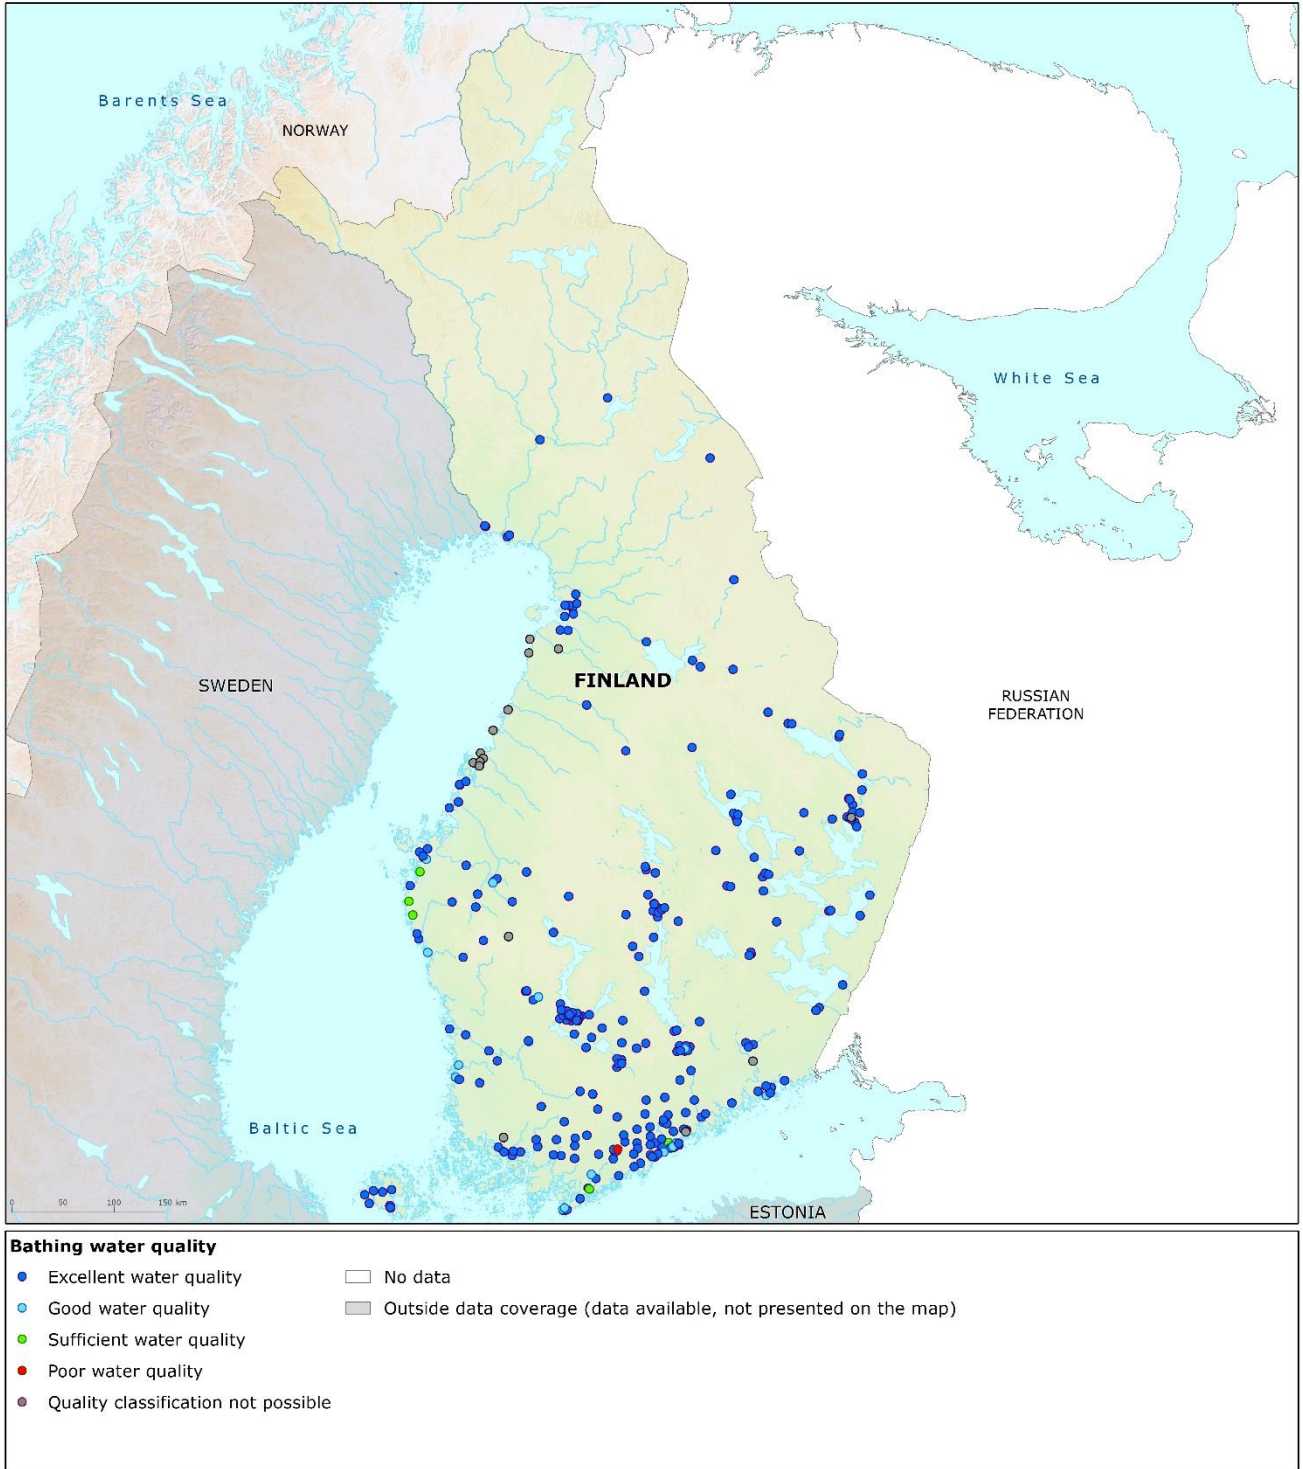 Barents Sea
NORWAY
White Sea
SWEDEN
FINLAND
RUSSIAN
FEDERATION
Baltic Sea
0 50 100 150 km
ESTONIA
Bathing water quality
Excellent water quality
Good water quality
Sufficient water quality
Poor water quality
Quality classification not possible
No data
Outside data coverage (data available, not presented on the map)